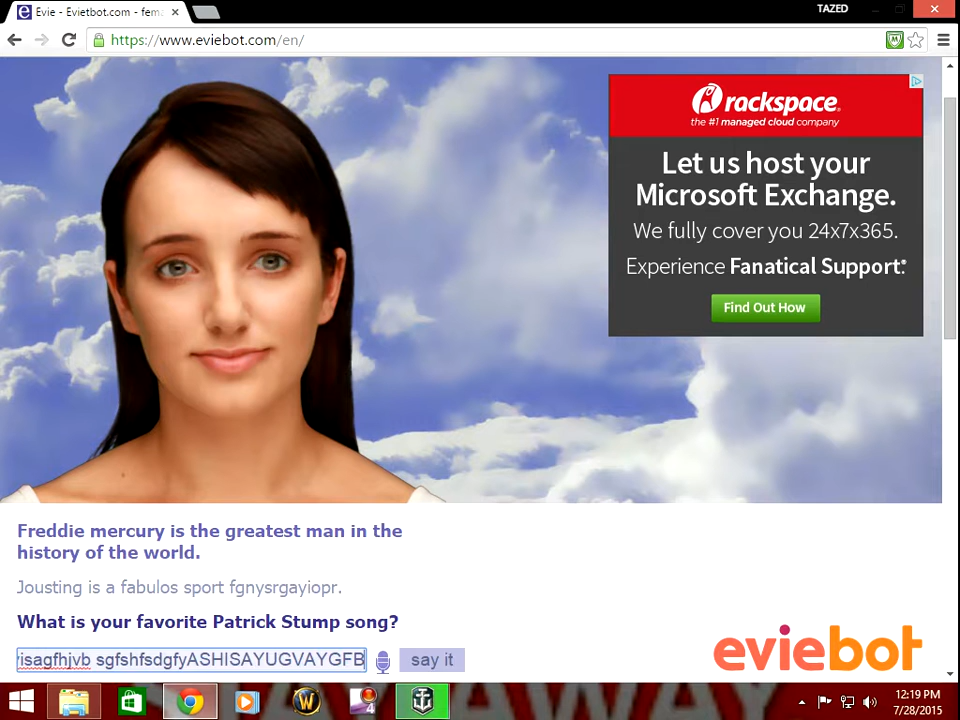 Evie - Eviebot.com - fem
TAZED
https://www.eviebot.com/en/
rackspace®
the #1 managed cloud company
Let us host your
Microsoft Exchange.
We fully cover you 24x7x365.
Experience Fanatical Support.®
Find Out How
Freddie mercury is the greatest man in the
history of the world.
Jousting is a fabulos sport fgnysrgayiopr.
What is your favorite Patrick Stump song?
isagfhjvb sgfshfsdgfyASHISAYUGVAYGFB
say it
eviebot
4
12:19 PM
7/28/2015